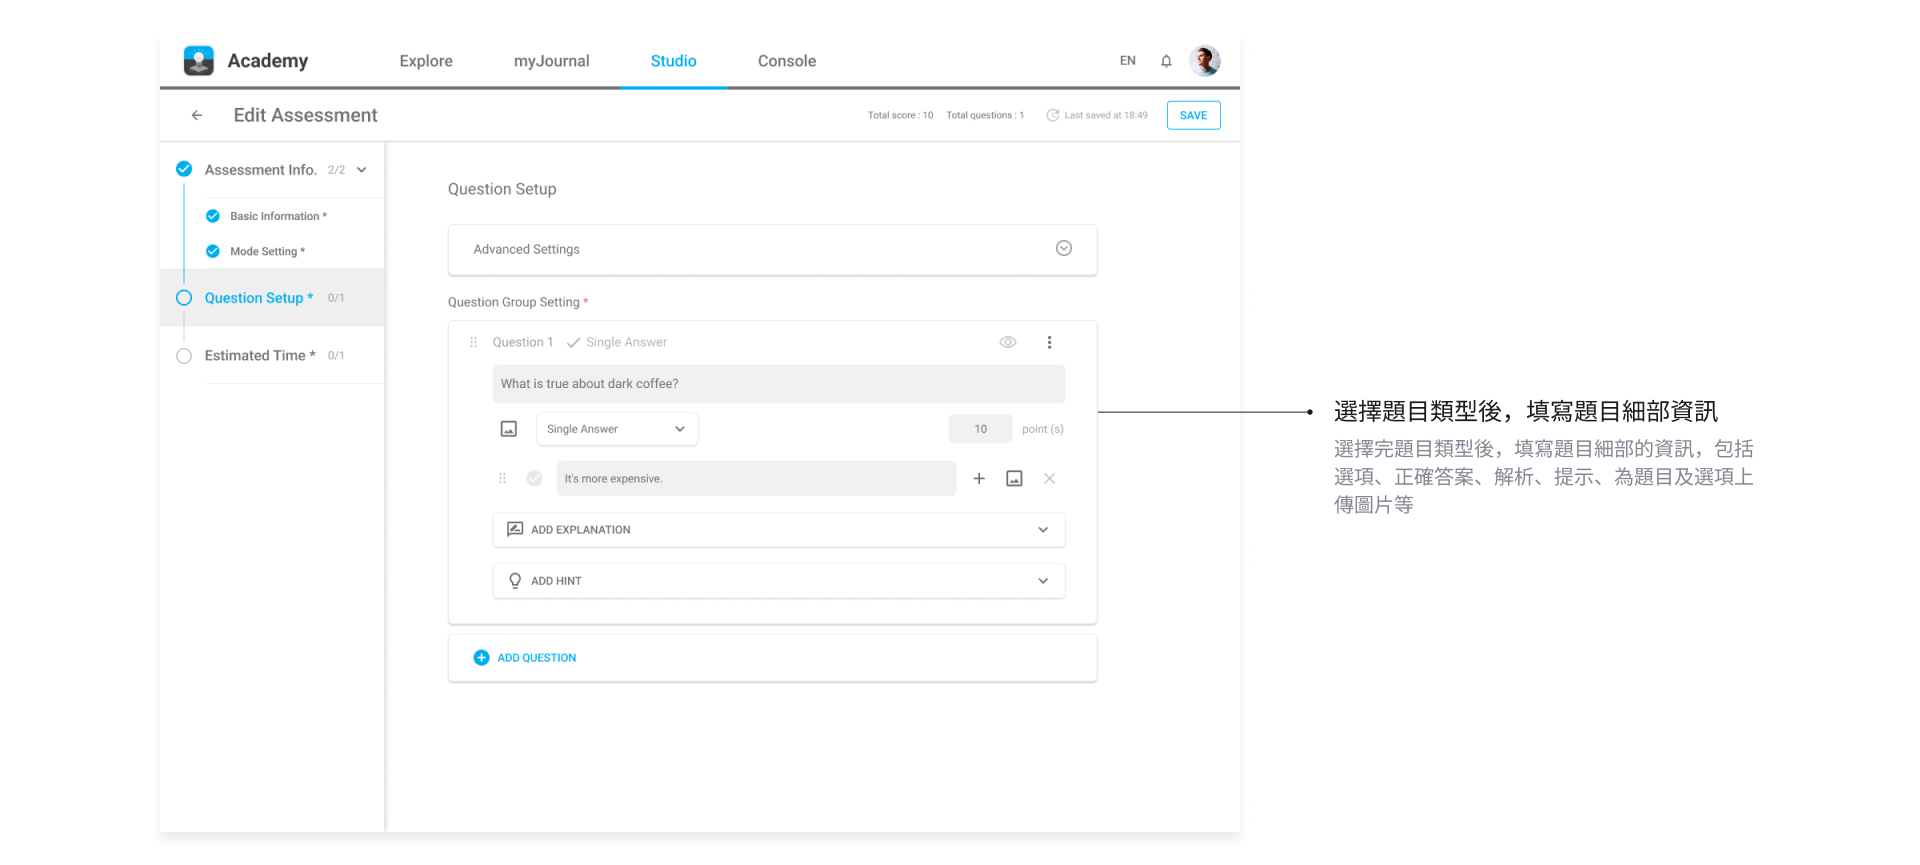 Academy
Explore
myJournal
Studio
Console
EN
Edit Assessment
Total score : 10
Total questions : 1
Last saved at 18:49
SAVE
Assessment Info. 2/2
Basic Information *
Mode Setting *
Question Setup * 0/1
Estimated Time * 0/1
Question Setup
Advanced Settings
Question Group Setting *
Question 1 Single Answer
What is true about dark coffee?
Single Answer
10 point (s)
It's more expensive.
ADD EXPLANATION
ADD HINT
ADD QUESTION
選擇題目類型後，填寫題目細部資訊
選擇完題目類型後，填寫題目細部的資訊，包括
選項、正確答案、解析、提示、為題目及選項上
傳圖片等